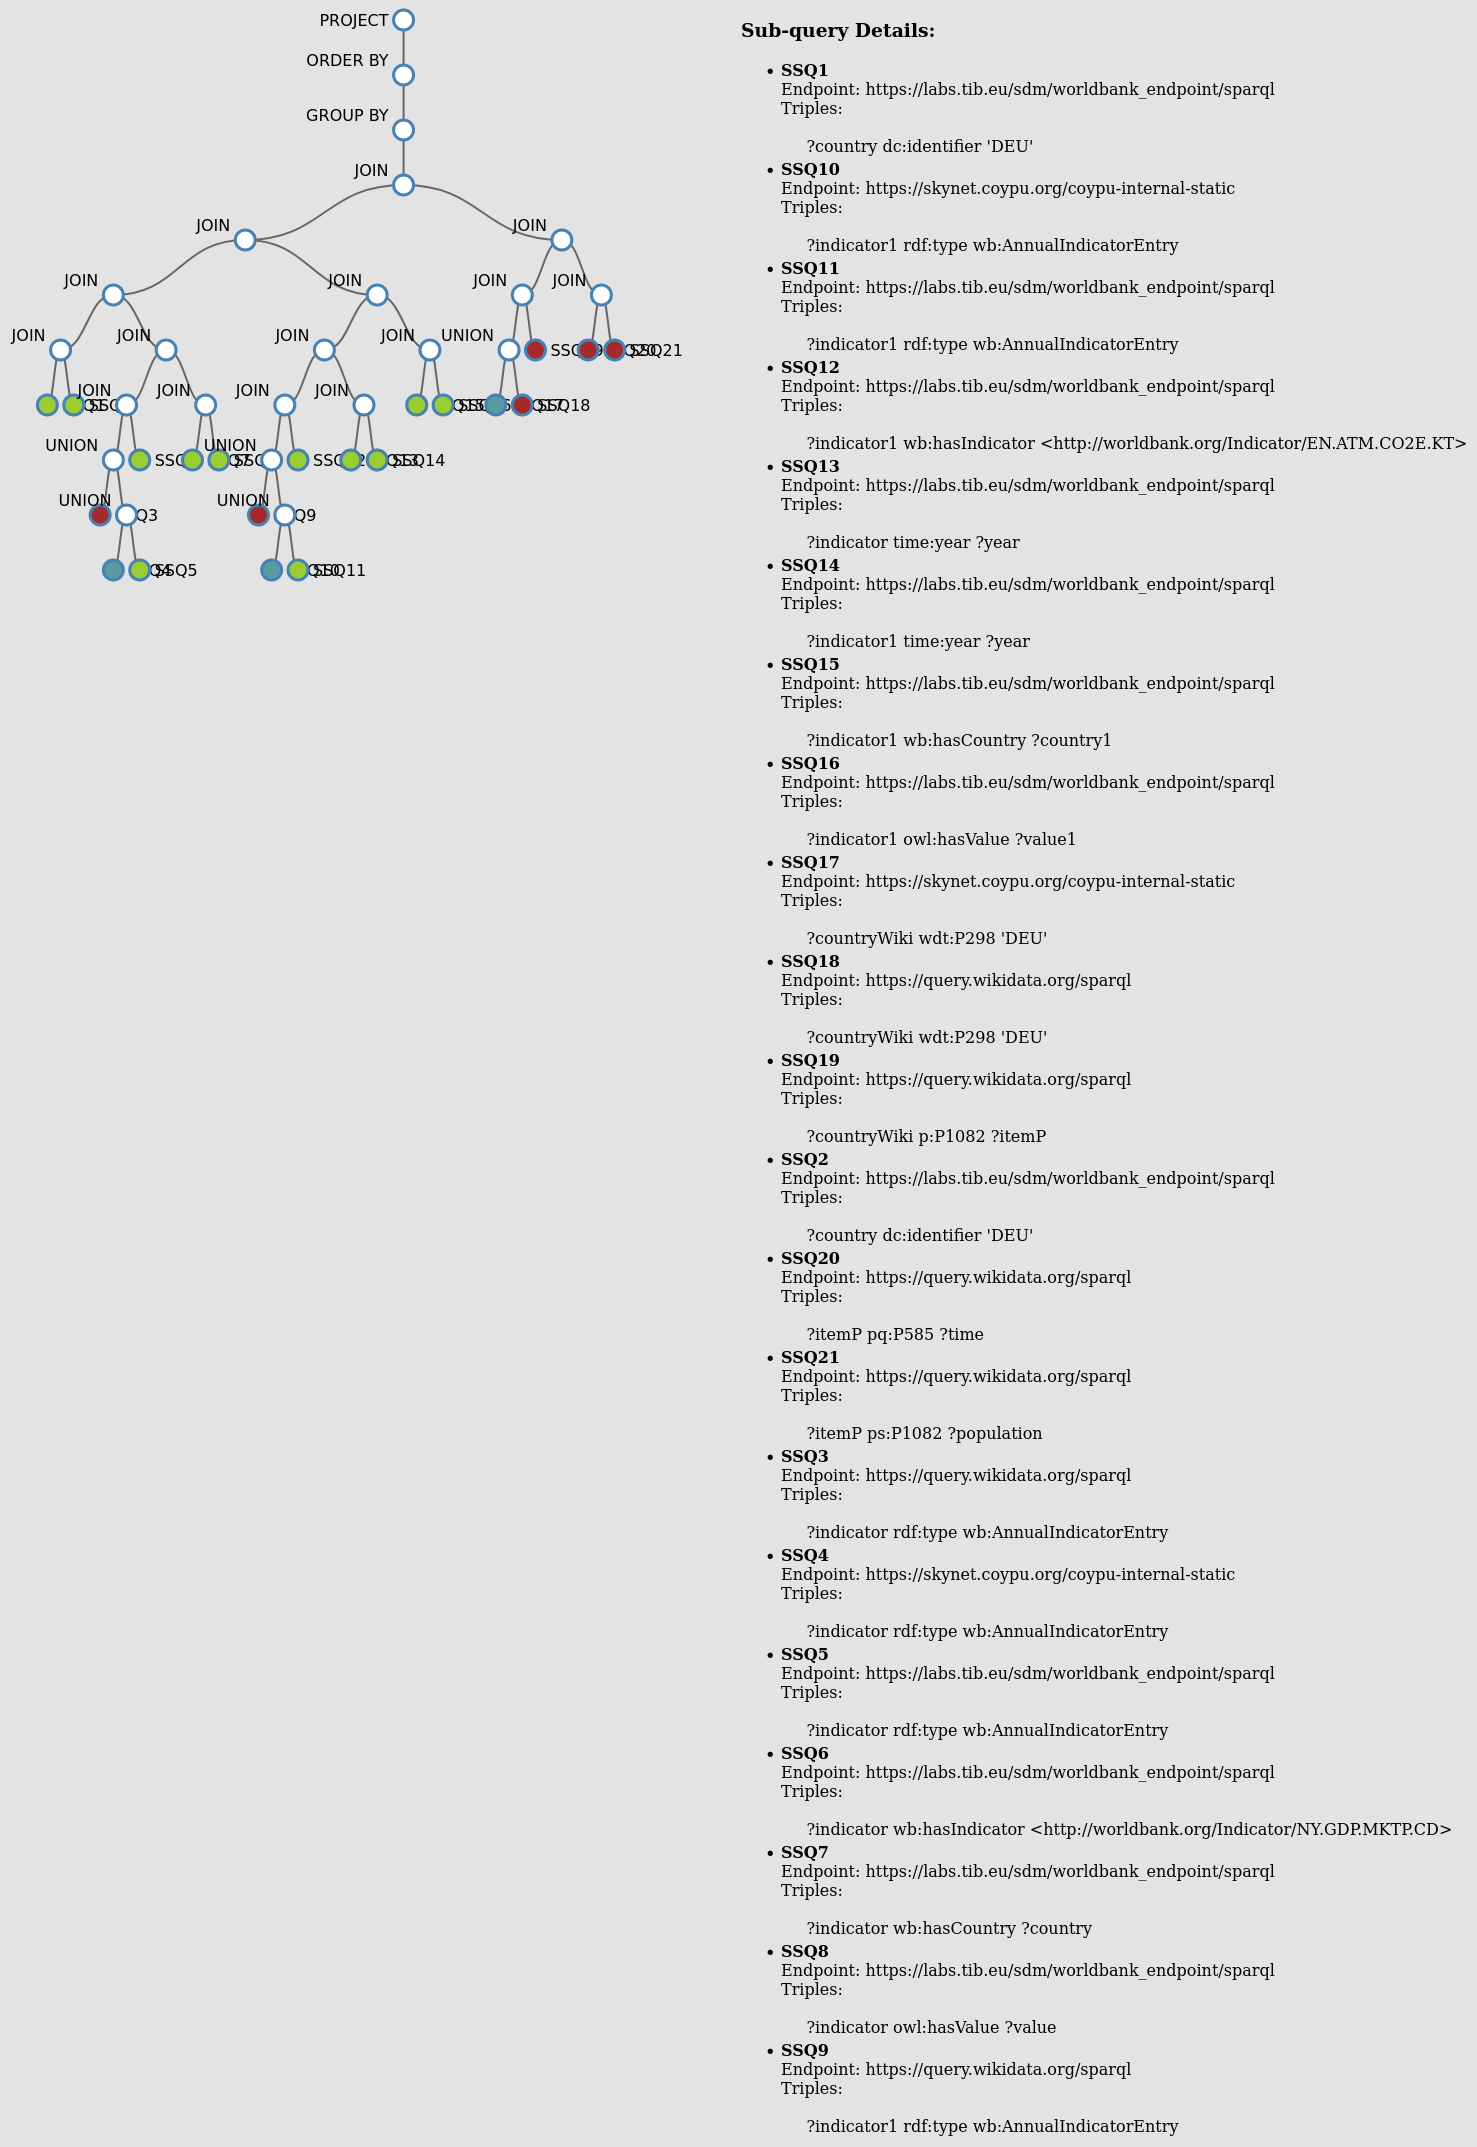 PROJECT
ORDER BY
GROUP BY
JOIN
JOIN JOIN
JOIN JOIN JOIN JOIN
JOIN JOIN JOIN JOIN UNION SSQ21
JOIN JOIN JOIN JOIN SSQ18
UNION UNION SSQ14
UNION UNION
SSQ5 SSQ11
Sub-query Details:
• SSQ1
Endpoint: https://labs.tib.eu/sdm/worldbank_endpoint/sparql
Triples:
?country dc:identifier 'DEU'
• SSQ10
Endpoint: https://skynet.coypu.org/coypu-internal-static
Triples:
?indicator1 rdf:type wb:AnnualIndicatorEntry
• SSQ11
Endpoint: https://labs.tib.eu/sdm/worldbank_endpoint/sparql
Triples:
?indicator1 rdf:type wb:AnnualIndicatorEntry
• SSQ12
Endpoint: https://labs.tib.eu/sdm/worldbank_endpoint/sparql
Triples:
?indicator1 wb:hasIndicator <http://worldbank.org/Indicator/EN.ATM.CO2E.KT>
• SSQ13
Endpoint: https://labs.tib.eu/sdm/worldbank_endpoint/sparql
Triples:
?indicator time:year ?year
• SSQ14
Endpoint: https://labs.tib.eu/sdm/worldbank_endpoint/sparql
Triples:
?indicator1 time:year ?year
• SSQ15
Endpoint: https://labs.tib.eu/sdm/worldbank_endpoint/sparql
Triples:
?indicator1 wb:hasCountry ?country1
• SSQ16
Endpoint: https://labs.tib.eu/sdm/worldbank_endpoint/sparql
Triples:
?indicator1 owl:hasValue ?value1
• SSQ17
Endpoint: https://skynet.coypu.org/coypu-internal-static
Triples:
?countryWiki wdt:P298 'DEU'
• SSQ18
Endpoint: https://query.wikidata.org/sparql
Triples:
?countryWiki wdt:P298 'DEU'
• SSQ19
Endpoint: https://query.wikidata.org/sparql
Triples:
?countryWiki p:P1082 ?itemP
• SSQ2
Endpoint: https://labs.tib.eu/sdm/worldbank_endpoint/sparql
Triples:
?country dc:identifier 'DEU'
• SSQ20
Endpoint: https://query.wikidata.org/sparql
Triples:
?itemP pq:P585 ?time
• SSQ21
Endpoint: https://query.wikidata.org/sparql
Triples:
?itemP ps:P1082 ?population
• SSQ3
Endpoint: https://query.wikidata.org/sparql
Triples:
?indicator rdf:type wb:AnnualIndicatorEntry
• SSQ4
Endpoint: https://skynet.coypu.org/coypu-internal-static
Triples:
?indicator rdf:type wb:AnnualIndicatorEntry
• SSQ5
Endpoint: https://labs.tib.eu/sdm/worldbank_endpoint/sparql
Triples:
?indicator rdf:type wb:AnnualIndicatorEntry
• SSQ6
Endpoint: https://labs.tib.eu/sdm/worldbank_endpoint/sparql
Triples:
?indicator wb:hasIndicator <http://worldbank.org/Indicator/NY.GDP.MKTP.CD>
• SSQ7
Endpoint: https://labs.tib.eu/sdm/worldbank_endpoint/sparql
Triples:
?indicator wb:hasCountry ?country
• SSQ8
Endpoint: https://labs.tib.eu/sdm/worldbank_endpoint/sparql
Triples:
?indicator owl:hasValue ?value
• SSQ9
Endpoint: https://query.wikidata.org/sparql
Triples:
?indicator1 rdf:type wb:AnnualIndicatorEntry